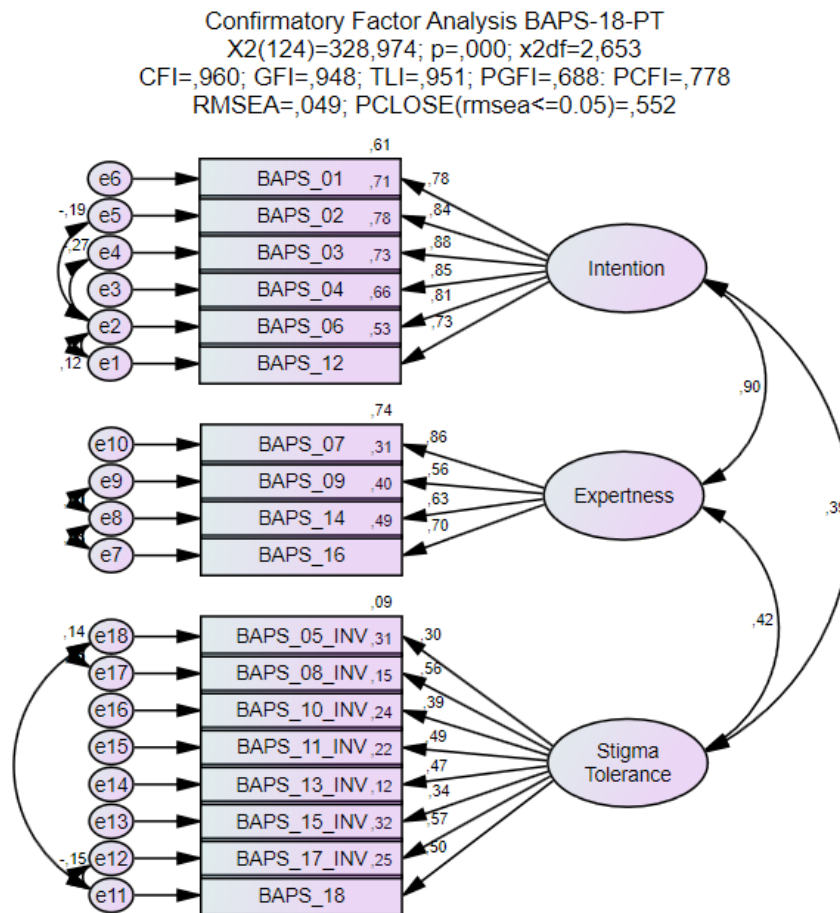 Confirmatory Factor Analysis BAPS-18-PT
X2(124)=328,974; p=,000; x2df=2,653
CFI=,960; GFI=,948; TLI=,951; PGFI=,688: PCFI=,778
RMSEA=,049; PCLOSE(rmsea<=0.05)=,552
,61
e6 BAPS_01 ,71 ,78
-,19 e5 BAPS_02 ,78 ,84
-,27 e4 BAPS_03 ,73 ,88
e3 BAPS_04 ,66 ,85
e2 BAPS_06 ,53 ,81
,12 e1 BAPS_12 ,73
Intention
,90
,74
e10 BAPS_07 ,31 ,86
e9 BAPS_09 ,40 ,56
e8 BAPS_14 ,49 ,63
e7 BAPS_16 ,70
Expertness
,42
,09
,14 e18 BAPS_05_INV ,31 ,30
e17 BAPS_08_INV ,15 ,56
e16 BAPS_10_INV ,24 ,39
e15 BAPS_11_INV ,22 ,49
e14 BAPS_13_INV ,12 ,47
e13 BAPS_15_INV ,32 ,34
-,15 e12 BAPS_17_INV ,25 ,57
e11 BAPS_18 ,50
Stigma
Tolerance